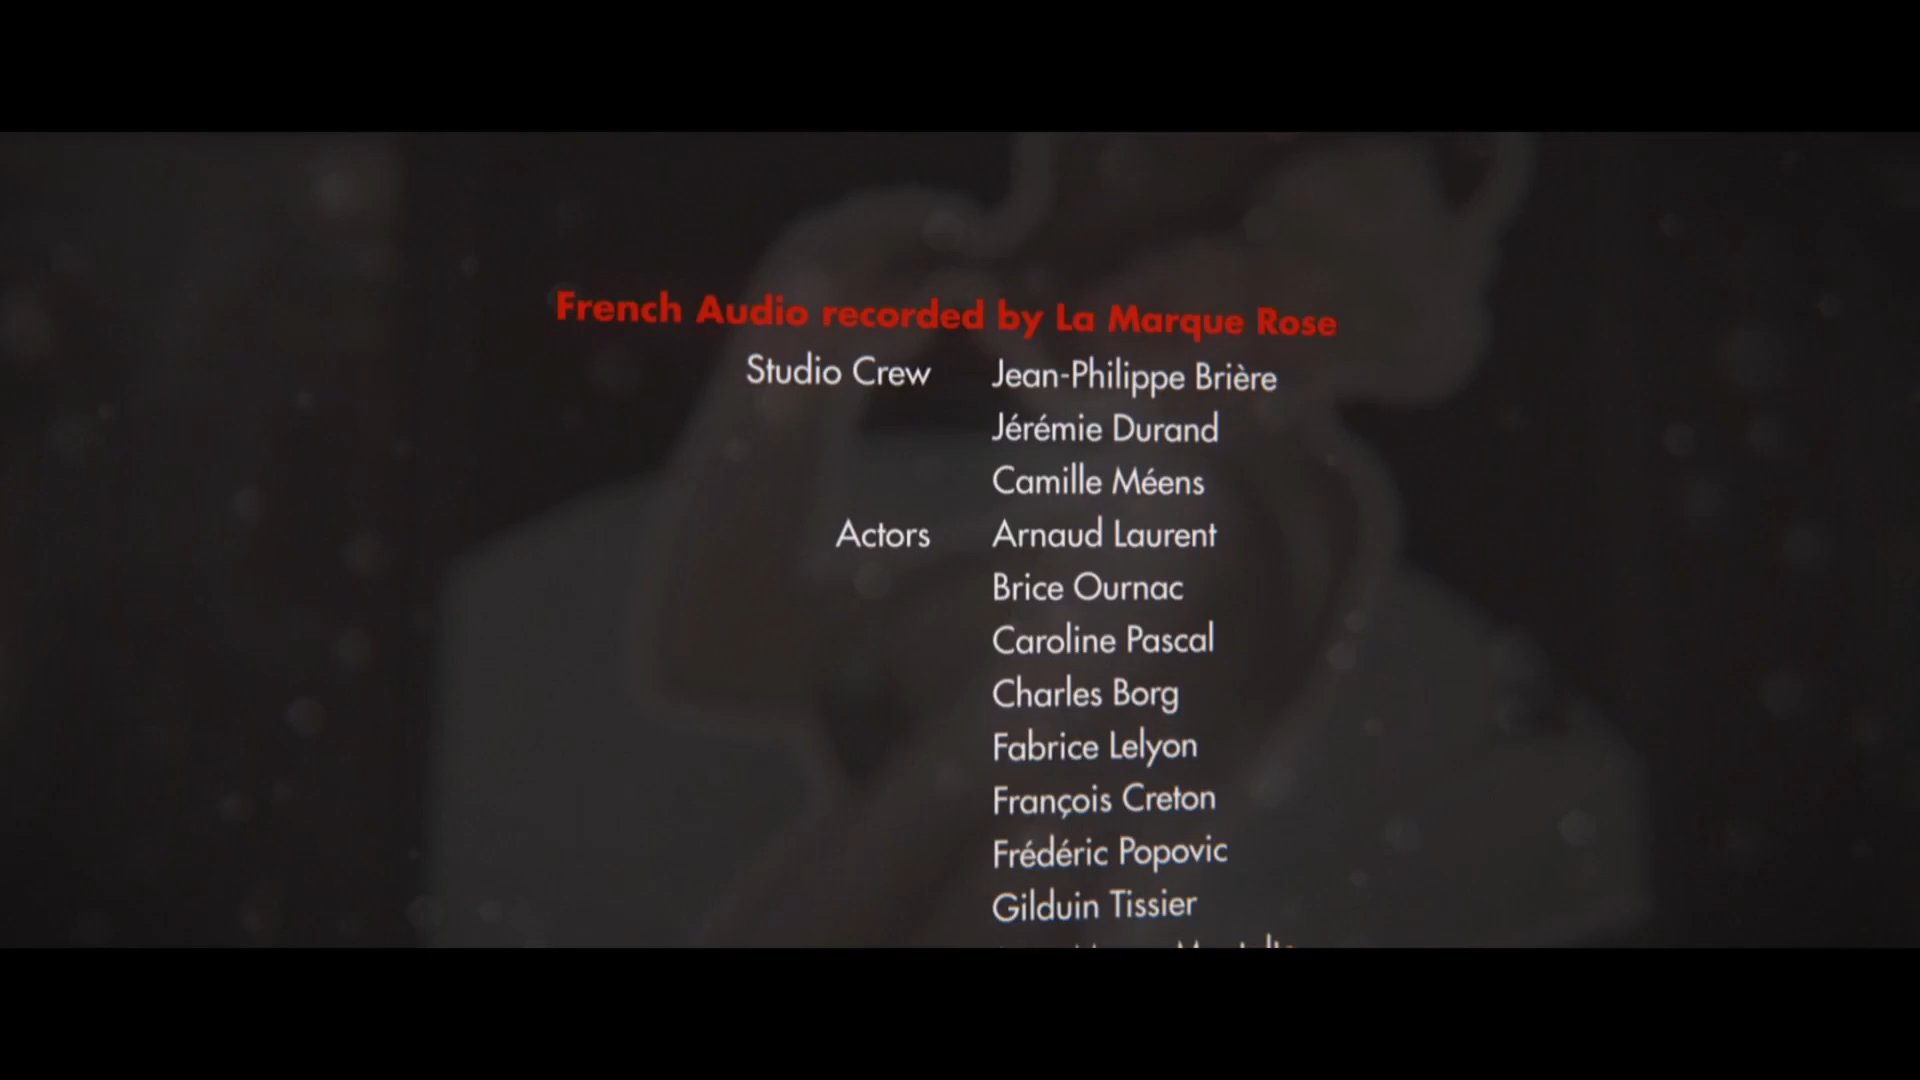 French Audio recorded by La Marque Rose
Studio Crew Jean-Philippe Brière
Jérémie Durand
Camille Méens
Actors Arnaud Laurent
Brice Ournac
Caroline Pascal
Charles Borg
Fabrice Lelyon
François Creton
Frédéric Popovic
Gilduin Tissier